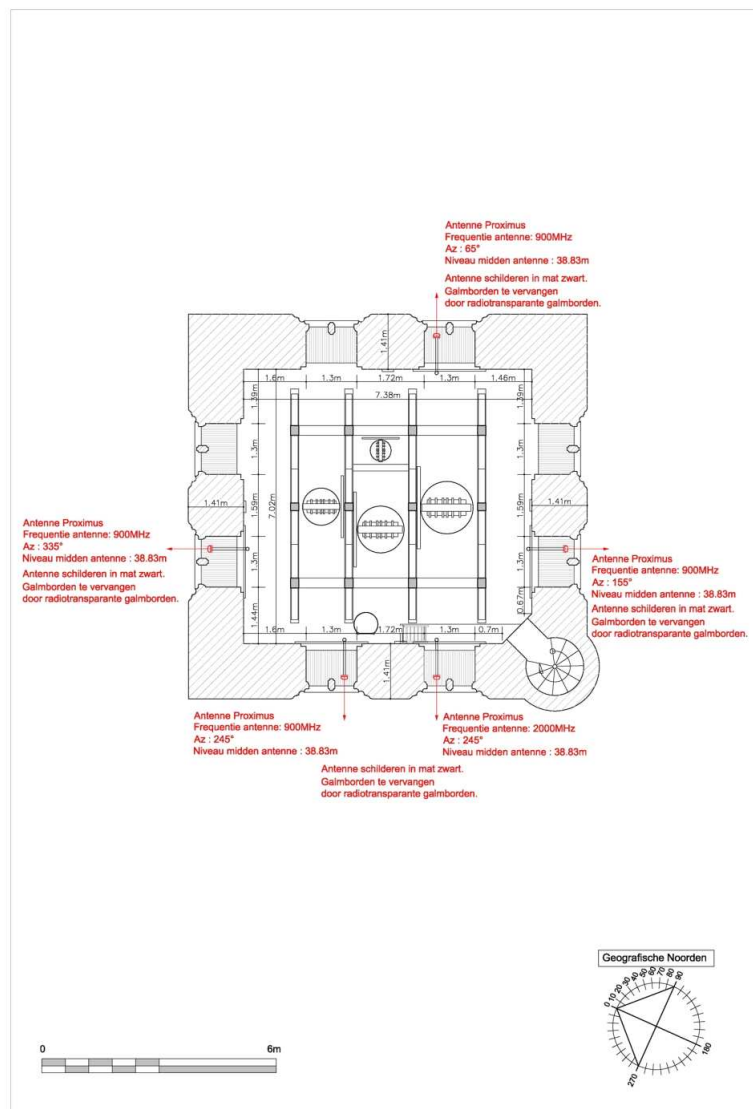 Antenne Proximus
Frequentie antenne: 900MHz
Az : 65°
Niveau midden antenne : 38.83m
Antenne schilderen in mat zwart.
Galmborden te vervangen
door radiotransparante galmborden.
1.41m
1.6m
1.3m
1.72m
1.3m
1.46m
7.38m
1.39m
1.39m
1.3m
1.3m
1.41m
1.59m
7.02m
1.59m
1.41m
Antenne Proximus
Frequentie antenne: 900MHz
Az : 335°
Niveau midden antenne : 38.83m
Antenne schilderen in mat zwart.
Galmborden te vervangen
door radiotransparante galmborden.
1.3m
1.3m
Antenne Proximus
Frequentie antenne: 900MHz
Az : 155°
Niveau midden antenne : 38.83m
Antenne schilderen in mat zwart.
Galmborden te vervangen
door radiotransparante galmborden.
1.44m
0.67m
1.6m
1.3m
1.72m
1.3m
0.7m
1.41m
Antenne Proximus
Frequentie antenne: 900MHz
Az : 245°
Niveau midden antenne : 38.83m
Antenne Proximus
Frequentie antenne: 2000MHz
Az : 245°
Niveau midden antenne : 38.83m
Antenne schilderen in mat zwart.
Galmborden te vervangen
door radiotransparante galmborden.
Geografische Noorden
0 10 20 30 40 50 60 70 80 90
180
270
0 6m